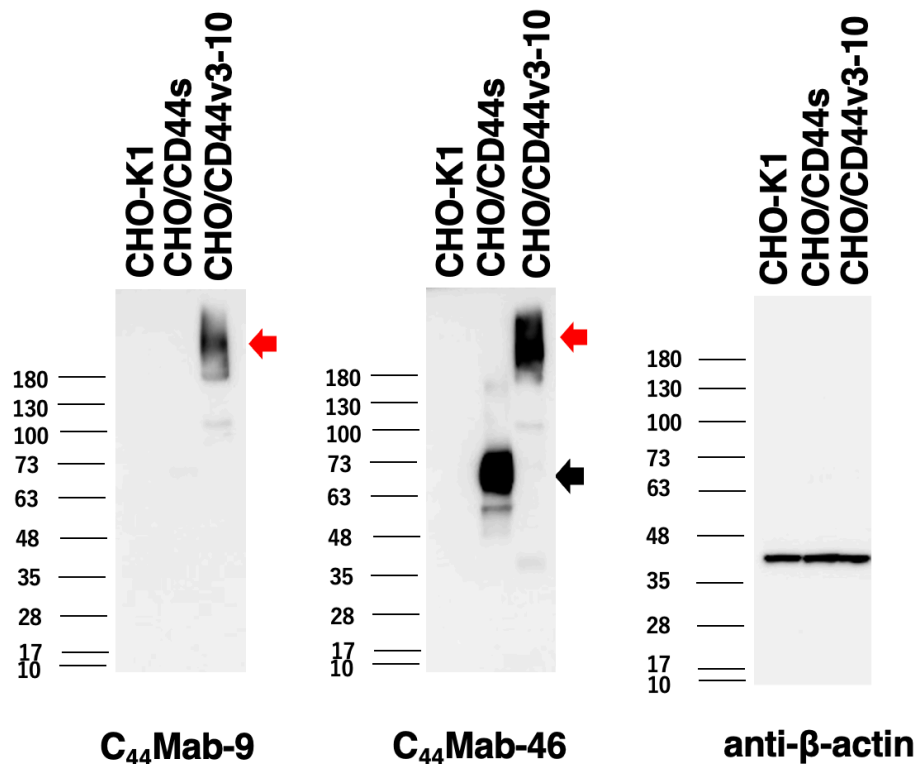 CHO-K1
CHO/CD44s
CHO/CD44v3-10
CHO-K1
CHO/CD44s
CHO/CD44v3-10
CHO-K1
CHO/CD44s
CHO/CD44v3-10
180
130
100
73
63
48
35
28
17
10
180
130
100
73
63
48
35
28
17
10
180
130
100
73
63
48
35
28
17
10
C₄₄Mab-9
C₄₄Mab-46
anti-β-actin